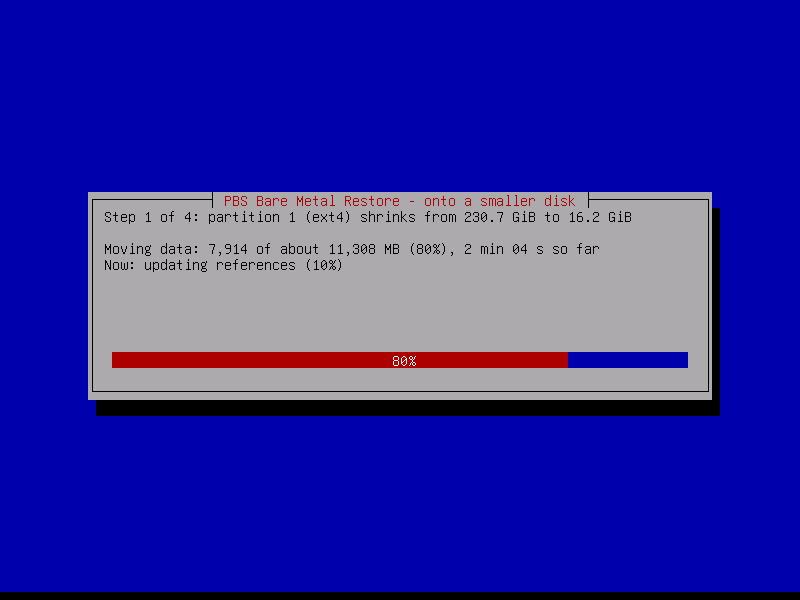 PBS Bare Metal Restore - onto a smaller disk
Step 1 of 4: partition 1 (ext4) shrinks from 230.7 GiB to 16.2 GiB
Moving data: 7,914 of about 11,308 MB (80%), 2 min 04 s so far
Now: updating references (10%)
80%